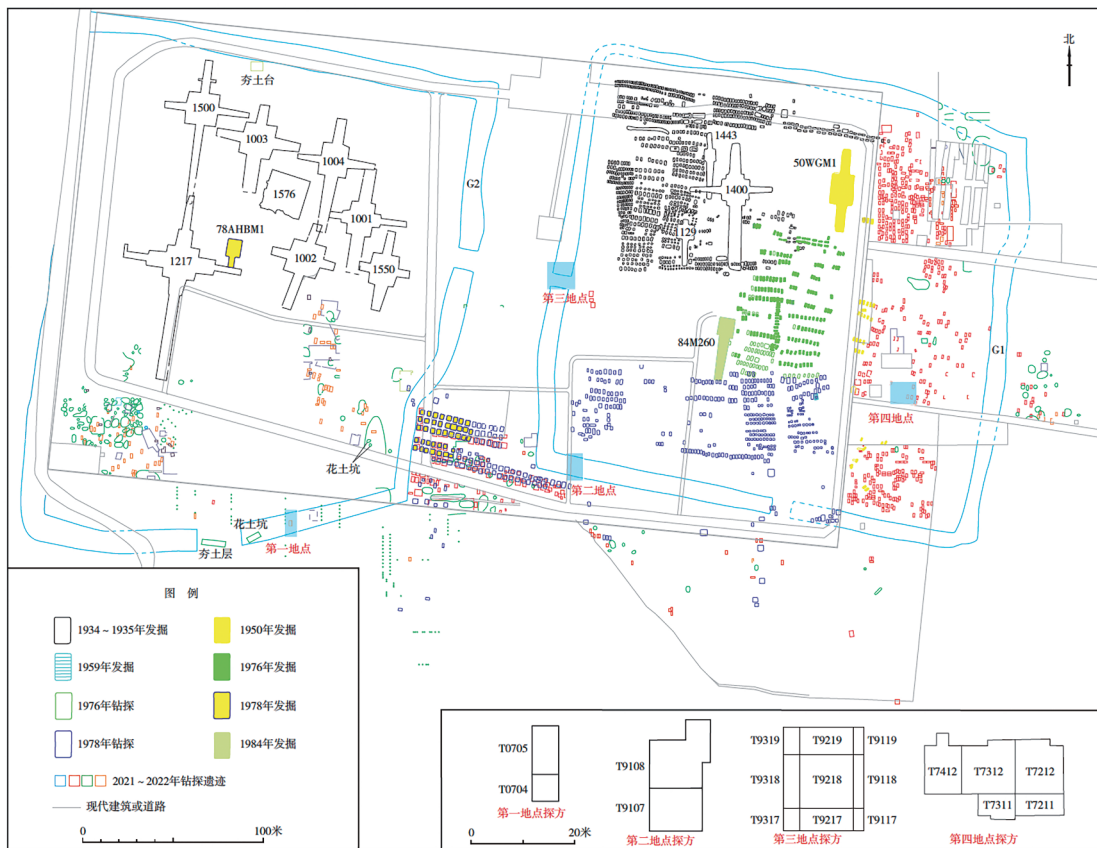 北
夯土台
1500
1003
1004
1443
50WGM1
G2
1576
1400
1001
78AHBM1
129
1217
1002
1550
第三地点
84M260
G1
第四地点
花土坑
第二地点
花土坑
夯土层
第一地点
图 例
1934～1935年发掘
1950年发掘
1959年发掘
1976年发掘
1976年钻探
1978年发掘
1978年钻探
1984年发掘
2021～2022年钻探遗迹
现代建筑或道路
0 100米
T0705
T0704
第一地点探方
T9108
T9107
第二地点探方
T9319 T9219 T9119
T9318 T9218 T9118
T9317 T9217 T9117
第三地点探方
T7412 T7312 T7212
T7311 T7211
第四地点探方
0 20米